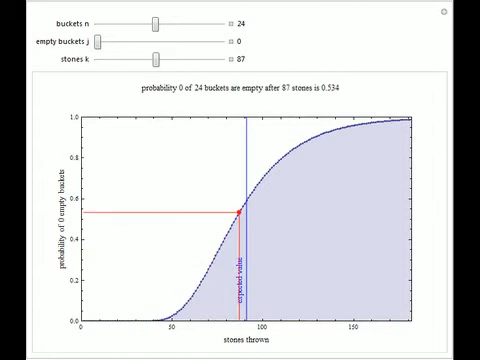 buckets n 24
empty buckets j 0
stones k 87
probability 0 of 24 buckets are empty after 87 stones is 0.534
probability of 0 empty buckets
1.0
0.8
0.6
0.4
0.2
0.0
expected value
0
50
100
150
stones thrown